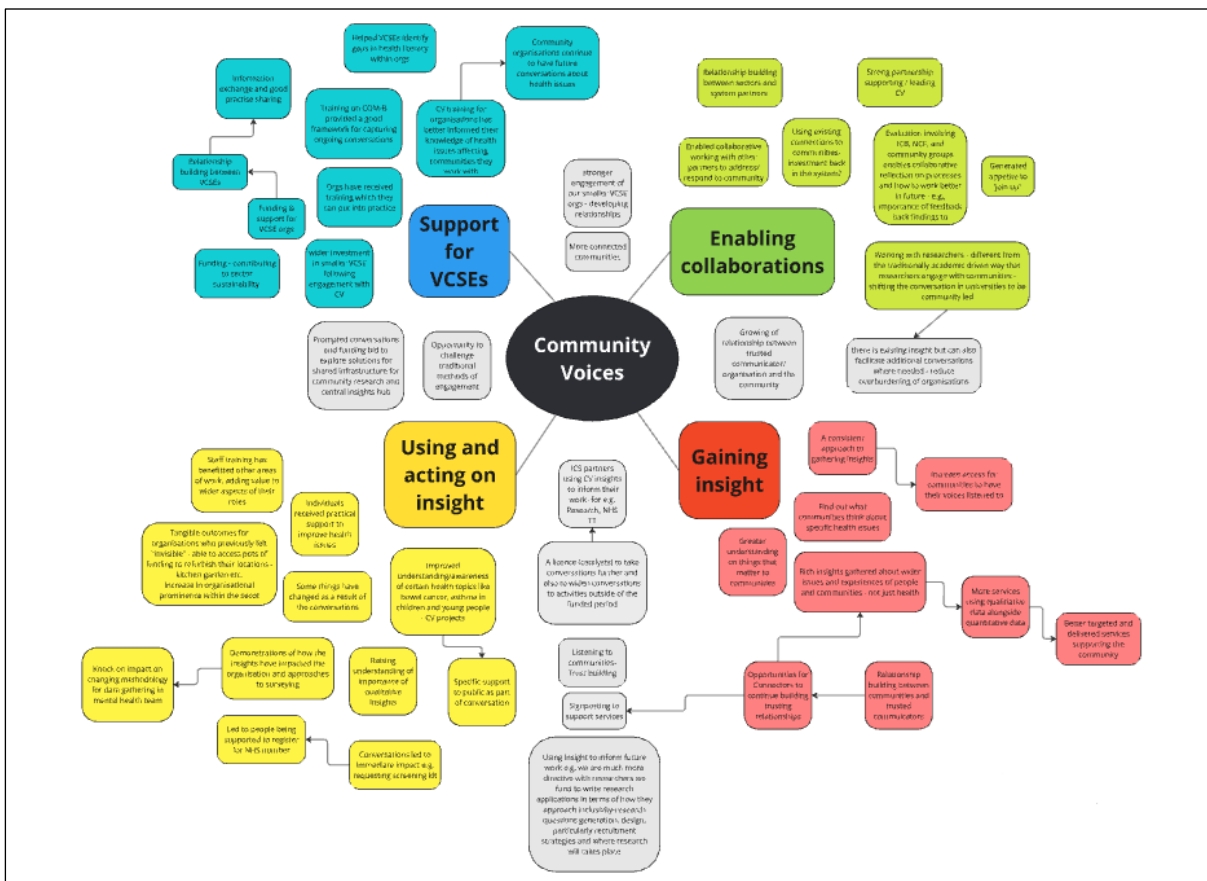 Helped VCSEs identify
gaps in health literacy
within orgs
Community
organisations continue
to have future
conversations about
health issues
Information
exchange and good
practise sharing
Training on COM-B
provided a good
framework for capturing
ongoing conversations
CV training for
organisations has
better informed their
knowledge of health
issues affecting
communities they
work with
Relationship
building between
VCSEs
Orgs have received
training which they
can put into practice
Funding &
support for
VCSE orgs
Funding - contributing
to sector
sustainability
wider investment
in smaller VCSE
following
engagement with
CV
Support
for
VCSEs
stronger
engagement of
our smaller VCSE
orgs - developing
relationships
More connected
communities
Relationship building
between sectors and
system partners
Strong partnership
supporting / leading
CV
Enabled collaborative
working with other
partners to address/
respond to community
Using existing
connections to
communities-
investment back
in the system?
Evaluation involving
ICB, NCF, and
community groups
enables collaborative
reflection on processes
and how to work better
in future - e.g.,
importance of feedback
back findings to
Generated
appetite to
"join up"
Enabling
collaborations
Working with researchers - different from
the traditionally academic driven way that
researchers engage with communities -
shifting the conversation in universities to be
community led
Community
Voices
Prompted conversations
and funding bid to
explore solutions for
shared infrastructure for
community research and
central insights hub
Opportunity to
challenge
traditional
methods of
engagement
Growing of
relationship between
trusted
communicator/
organisation and the
community
there is existing insight but can also
facilitate additional conversations
where needed - reduce
overburdening of organisations
Using and
acting on
insight
Staff training has
benefitted other areas
of work, adding value to
wider aspects of their
roles
Individuals
received practical
support to
improve health
issues
Tangible outcomes for
organisations who previously felt
"invisible" - able to access pots of
funding to refurbish their locations -
kitchen garden etc.
Increase in organisational
prominence within the
Some things have
changed as a result of
the conversations
Improved
understanding/awareness
of certain health topics like
bowel cancer, asthma in
children and young people
- CV projects
Demonstrations of how the
insights have impacted the
organisation and approaches
to surveying
Knock on impact on
changing methodology
for data gathering in
mental health team
Raising
understanding of
importance of
qualitative
insights
Specific support
to public as part
of conversation
Led to people being
supported to register
for NHS number
Conversations led to
immediate impact e.g.
requesting screening kit
ICS partners
using CV insights
to inform their
work - for e.g.
Research, NHS
TT
A licence (catalyst) to take
conversations further and
also to widen conversations
to activities outside of the
funded period
Listening to
communities-
Trust building
Signposting to
support services
Using insight to inform future
work e.g. we are much more
directive with researchers we
fund to write research
applications in terms of how they
approach inclusivity-research
questions generation, design,
particularly recruitment
strategies and where research
will takes place
Gaining
insight
A consistent
approach to
gathering insights
Increases access for
communities to have
their voices listened to
Find out what
communities think about
specific health issues
Greater
understanding
on things that
matter to
communities
Rich insights gathered about wider
issues and experiences of people
and communities - not just health
More services
using qualitative
data alongside
quantitative data
Better targeted and
delivered services
supporting the
community
Opportunities for
Connectors to
continue building
trusting
relationships
Relationship
building between
communities and
trusted
communicators